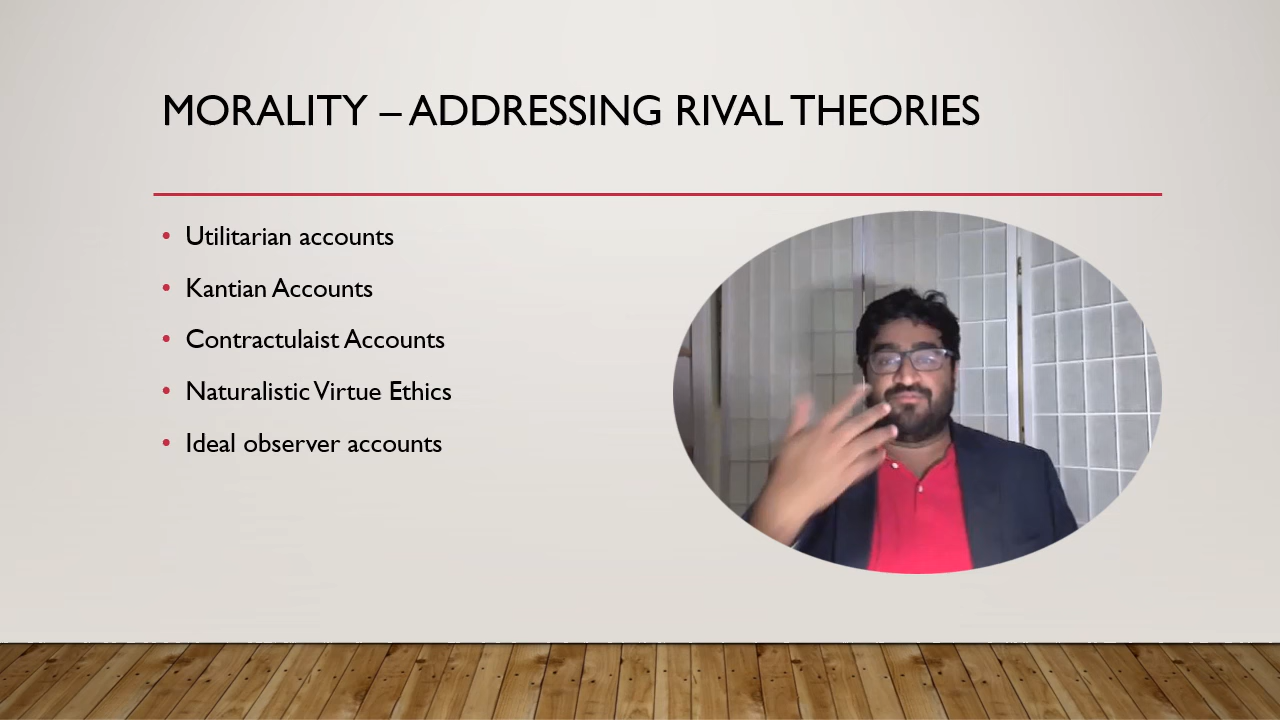 MORALITY – ADDRESSING RIVAL THEORIES
• Utilitarian accounts
• Kantian Accounts
• Contractulaist Accounts
• Naturalistic Virtue Ethics
• Ideal observer accounts